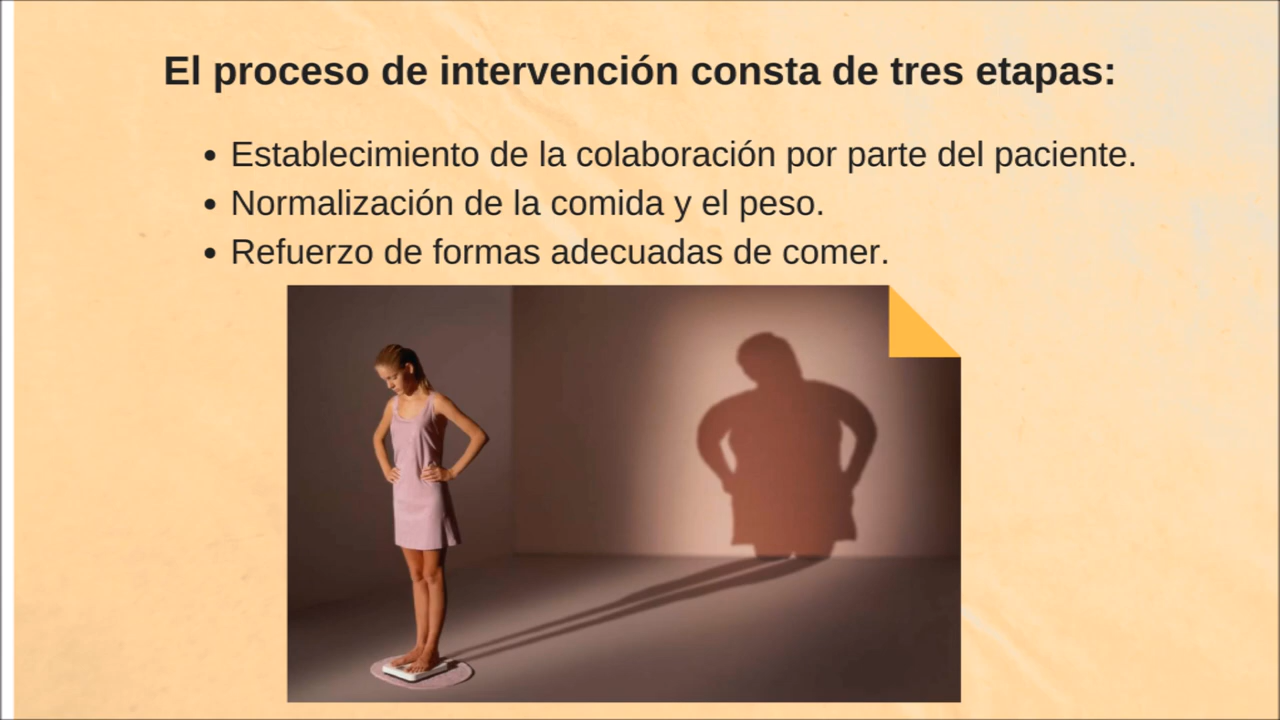 El proceso de intervención consta de tres etapas:
• Establecimiento de la colaboración por parte del paciente.
• Normalización de la comida y el peso.
• Refuerzo de formas adecuadas de comer.